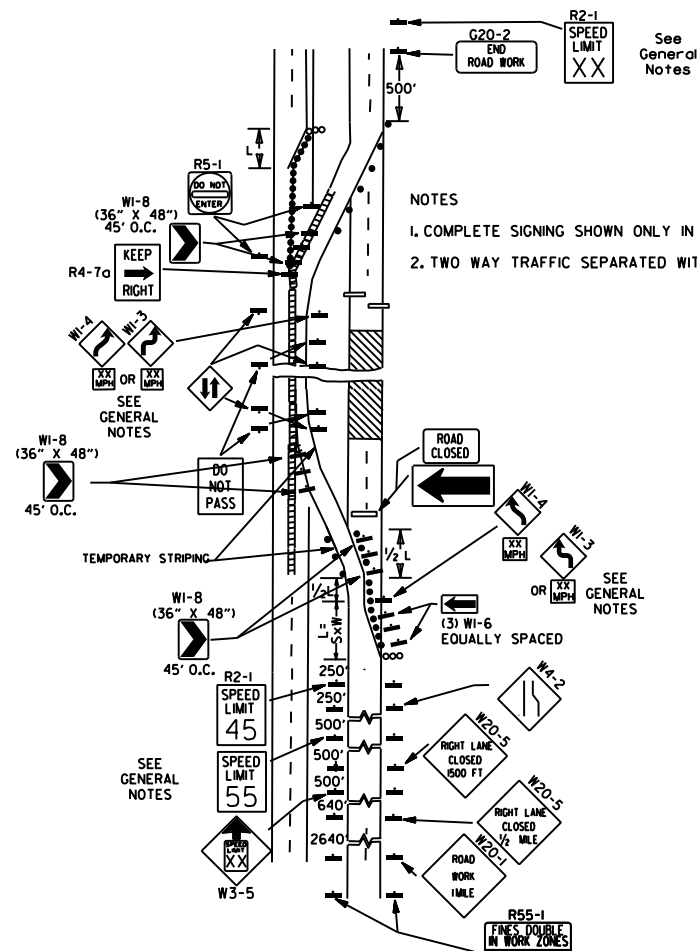 R2-1
SPEED
LIMIT
XX
See
General
Notes
G20-2
END
ROAD WORK
500'
L
R5-1
DO NOT
ENTER
W1-8
(36" X 48")
45' O.C.
NOTES
1. COMPLETE SIGNING SHOWN ONLY IN
2. TWO WAY TRAFFIC SEPARATED WIT
R4-7a
KEEP
RIGHT
W1-4
W1-3
XX
MPH
OR
XX
MPH
SEE
GENERAL
NOTES
W1-8
(36" X 48")
45' O.C.
DO
NOT
PASS
ROAD
CLOSED
W1-4
XX
MPH
W1-3
OR
XX
MPH
SEE
GENERAL
NOTES
TEMPORARY STRIPING
1/2 L
1/2L
W1-8
(36" X 48")
45' O.C.
L=
SxW
(3) W1-6
EQUALLY SPACED
R2-1
SPEED
LIMIT
45
250'
250'
500'
500'
500'
640'
2640'
W4-2
SEE
GENERAL
NOTES
SPEED
LIMIT
55
W20-5
RIGHT LANE
CLOSED
1500 FT
SPEED
LIMIT
XX
W3-5
W20-5
RIGHT LANE
CLOSED
1/2
MILE
W20-1
ROAD
WORK
1MILE
R55-1
FINES DOUBLE
IN WORK ZONES